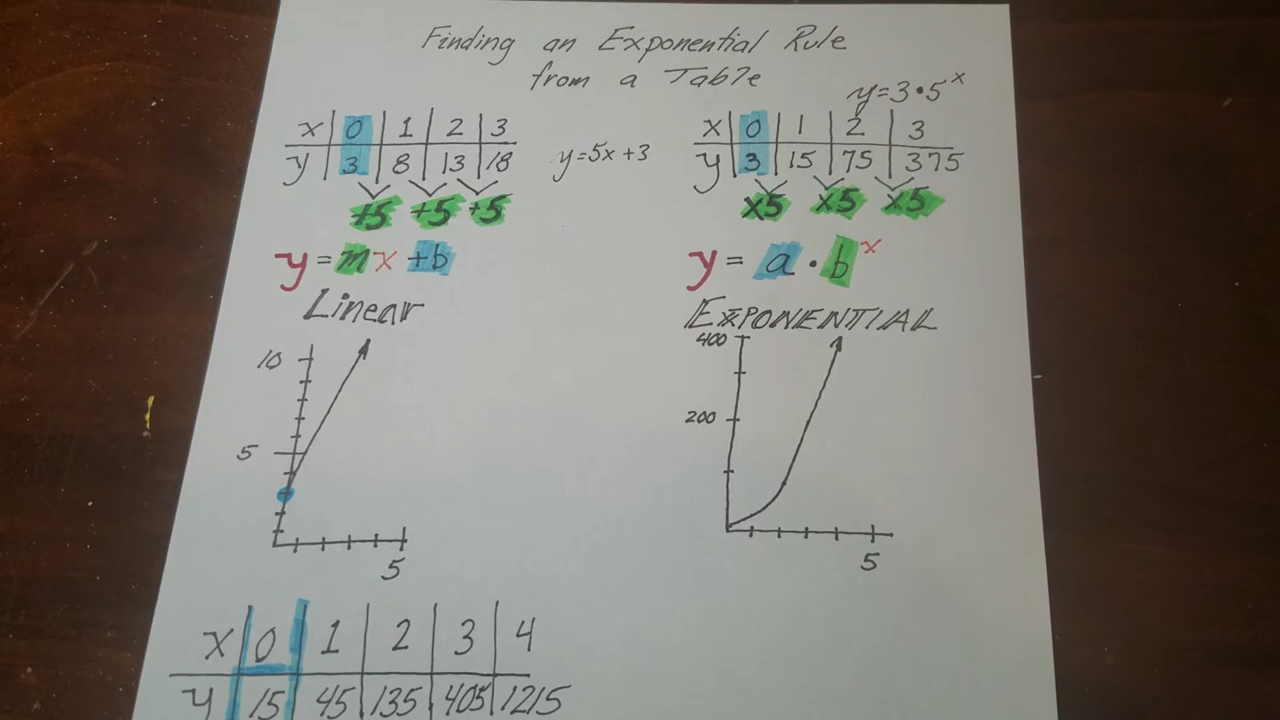 Finding an Exponential Rule
from a Table
x 0 1 2 3
y 3 8 13 18
+5 +5 +5
y=5x+3
y=mx+b
Linear
10
5
5
y=3•5^x
x 0 1 2 3
y 3 15 75 375
x5 x5 x5
y=a•b^x
EXPONENTIAL
400
200
5
x 0 1 2 3 4
y 15 45 135 405 1215